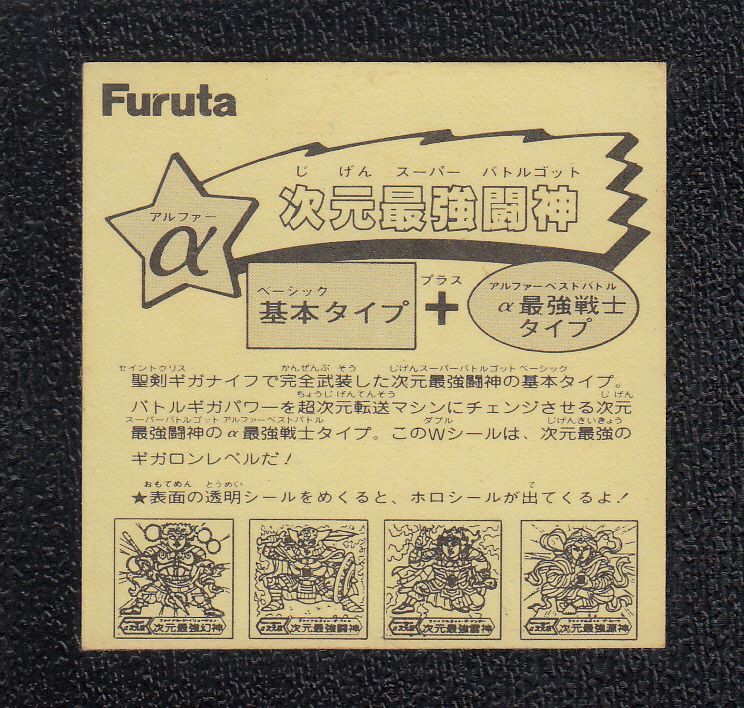 Furuta
じ げん スーパー バトルゴット
次元最強闘神
アルファー
α
ベーシック
基本タイプ
プラス
+
アルファーベストバトル
α最強戦士
タイプ
セイントクリス かんぜんぶ そう じげんスーパーバトルゴット ベーシック
聖剣ギガナイフで完全武装した次元最強闘神の基本タイプ。
ちょうじ げんてんそう じ げん
バトルギガパワーを超次元転送マシンにチェンジさせる次元
スーパーバトルゴット アルファーベストバトル ダブル じげんさいきょう
最強闘神のα最強戦士タイプ。このWシールは、次元最強の
ギガロンレベルだ!
おもてめん とうめい で
★表面の透明シールをめくると、ホロシールが出てくるよ!
次元最強幻神
次元最強闘神
次元最強雷神
次元最強源神